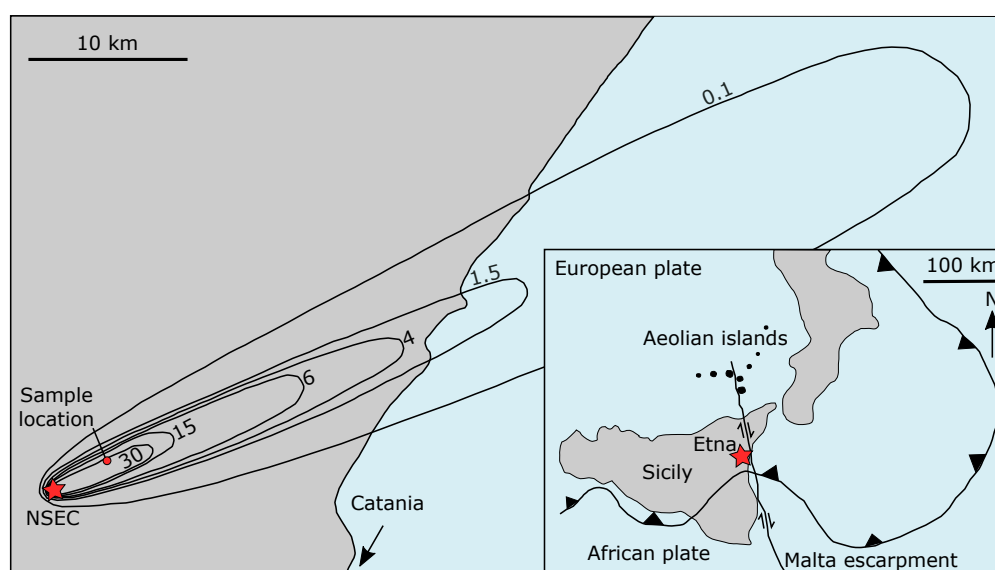 10 km
0.1
1.5
4
6
Sample
location
15
30
NSEC
Catania
European plate
100 km
N
Aeolian islands
Etna
Sicily
African plate
Malta escarpment